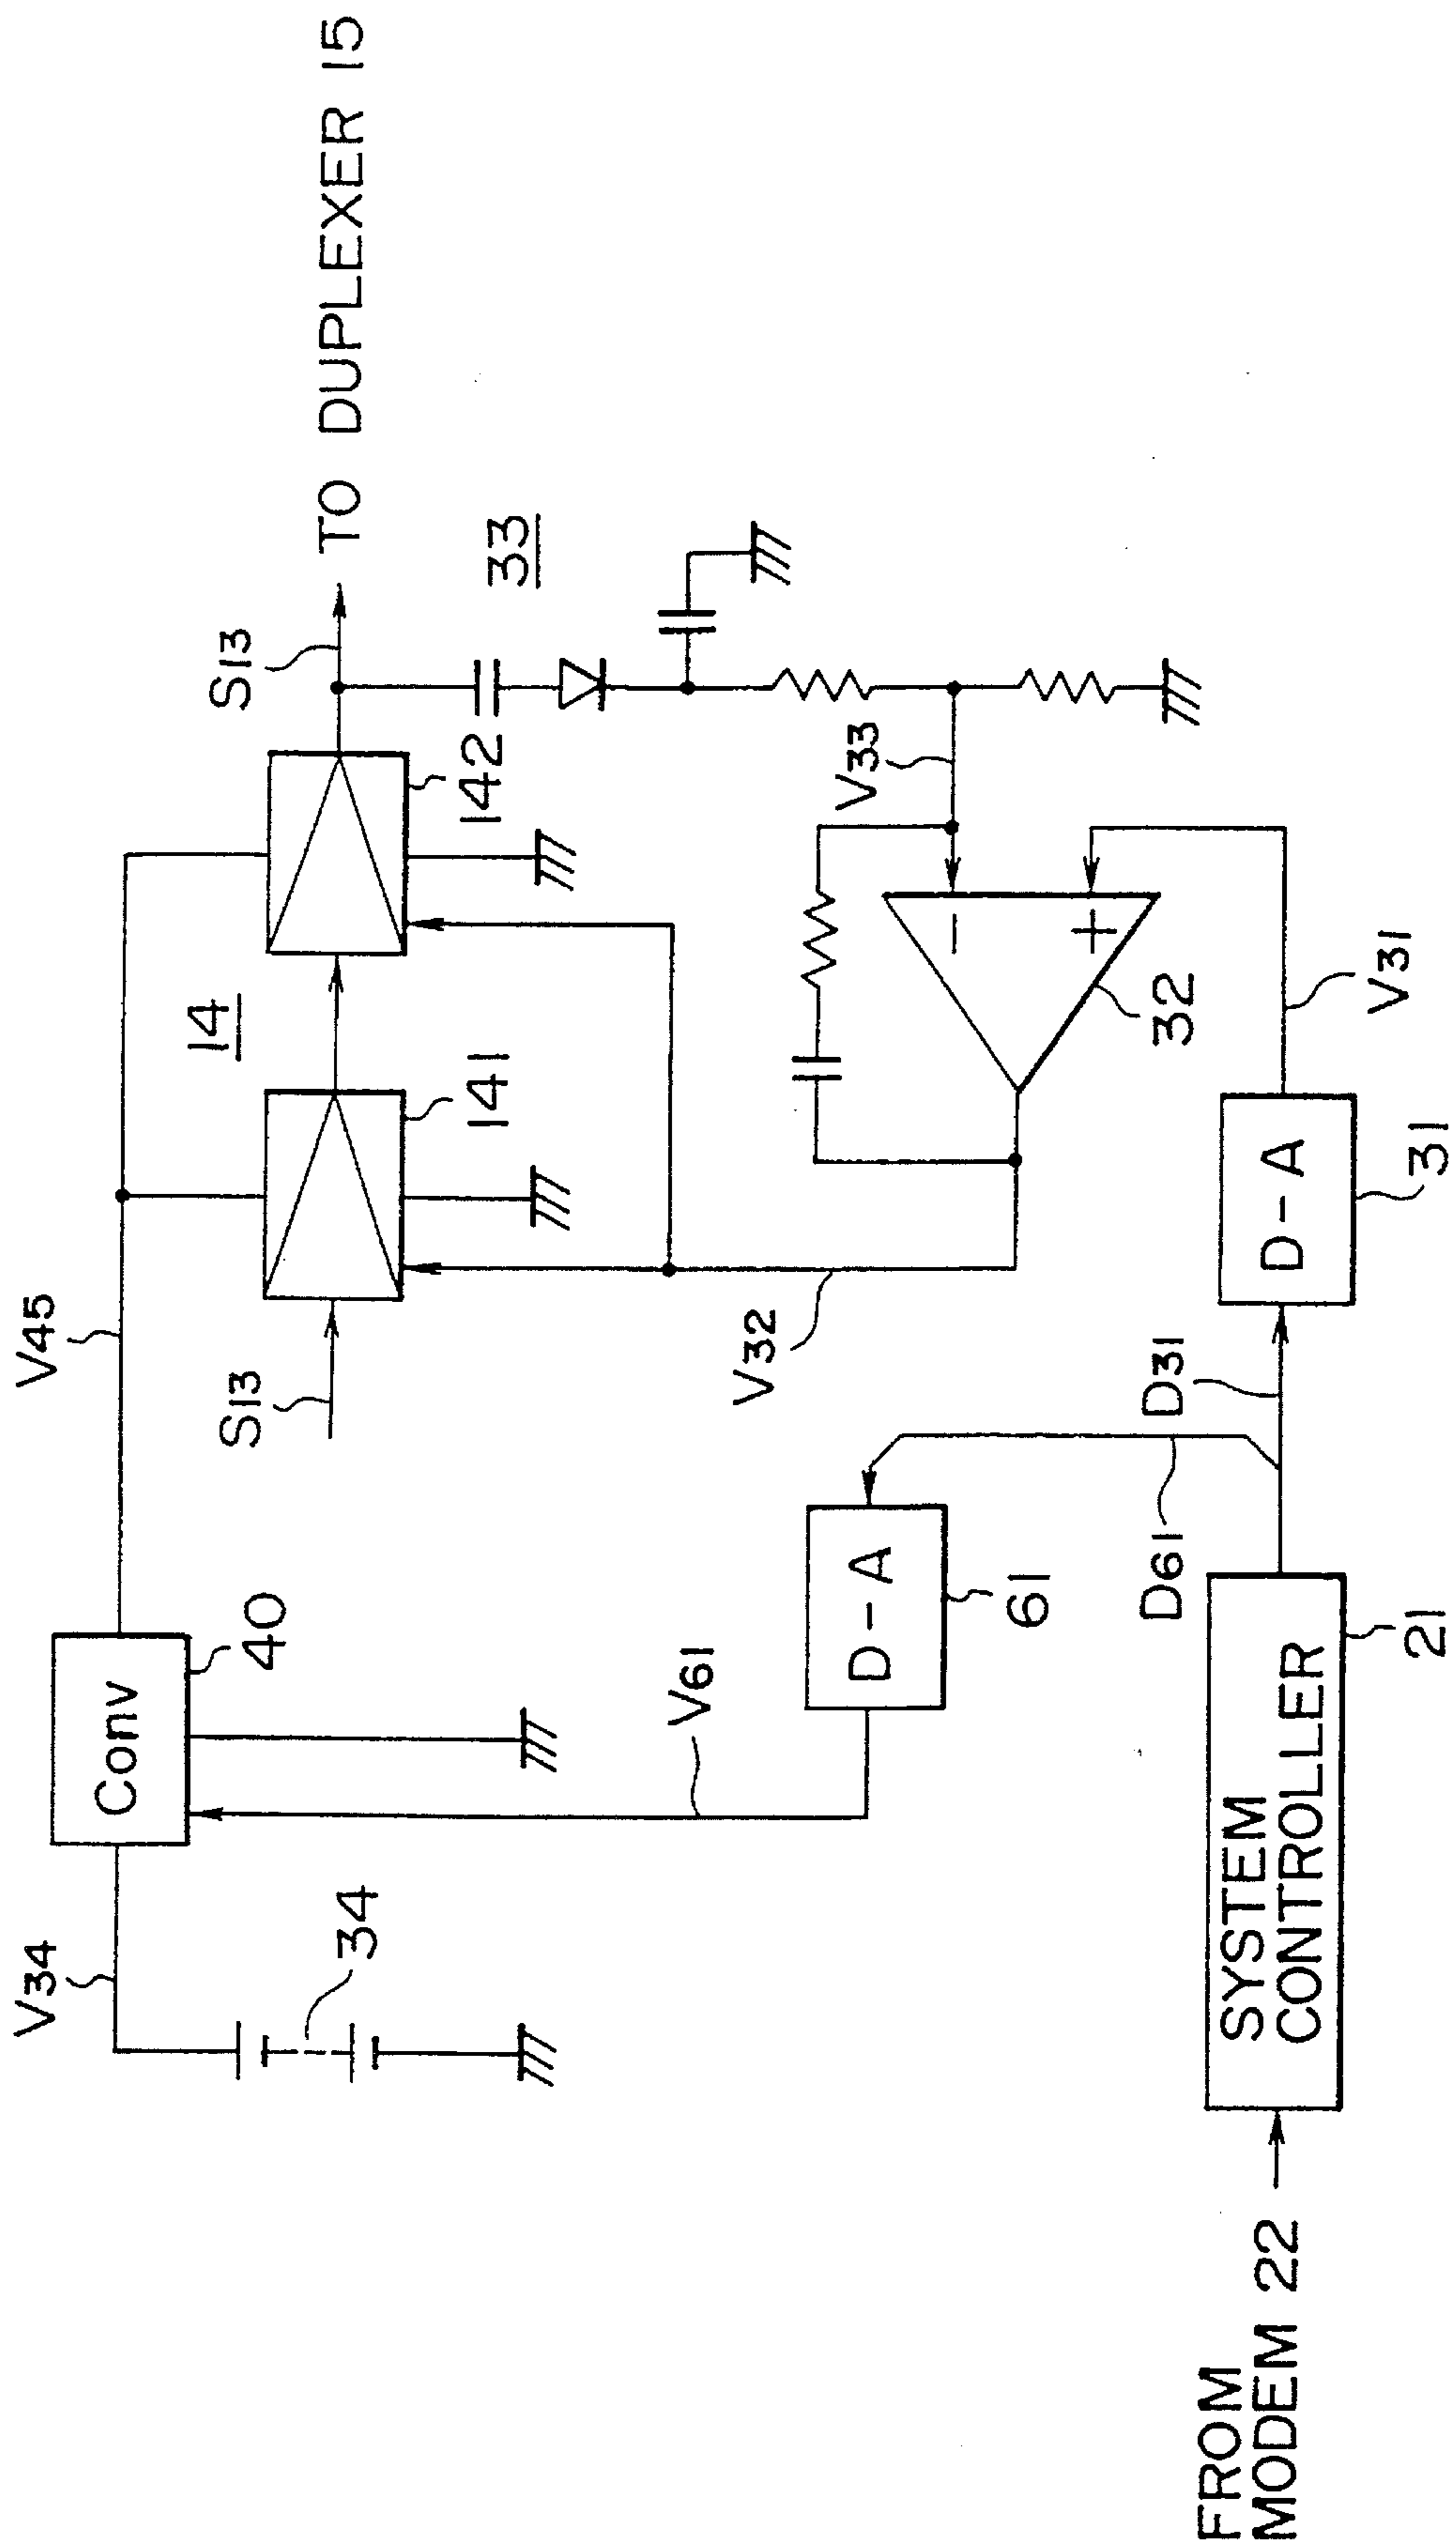 V34
Conv
40
V45
34
S13
14
141
142
S13
TO DUPLEXER 15
33
V61
V32
V33
D-A
61
-
+
32
FROM
MODEM 22
SYSTEM
CONTROLLER
21
D61
D31
D-A
31
V31